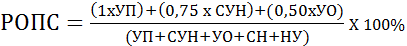 РОПС = (1хУП)+(0,75 х СУН)+(0,50хУО) / (УП+СУН+УО+СН+НУ) X 100%